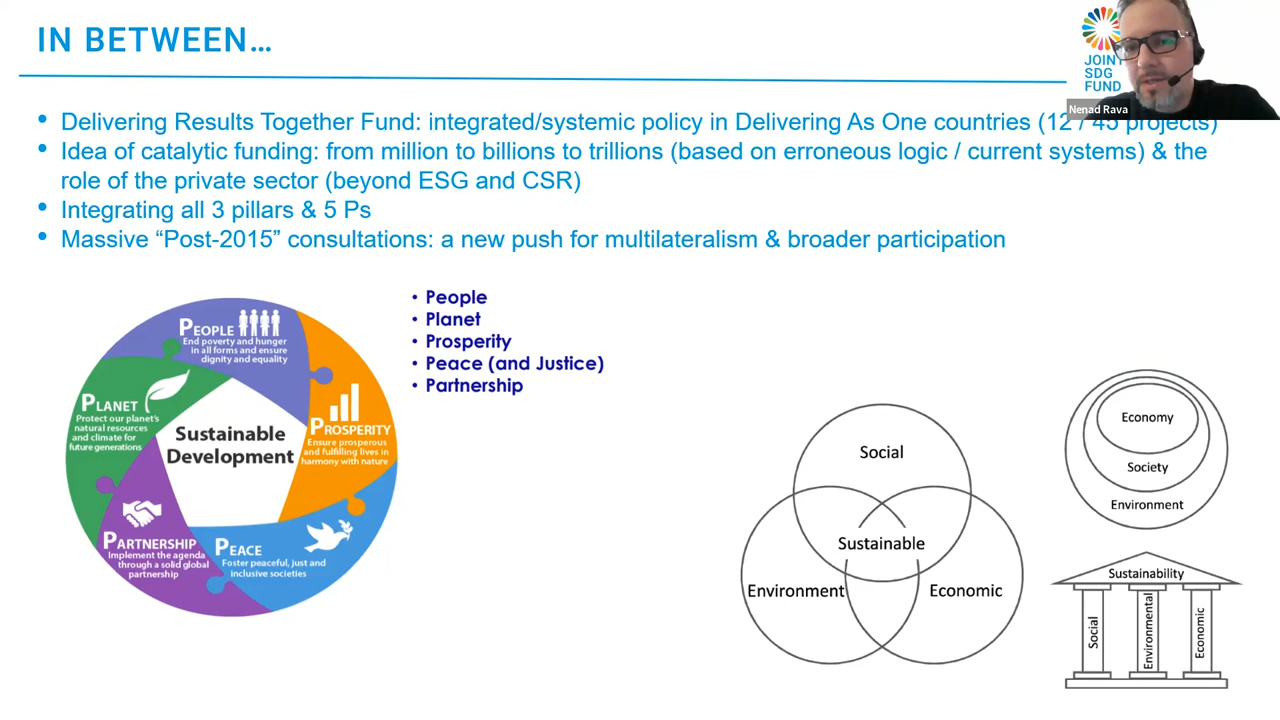 IN BETWEEN…
JOINT
SDG
FUND
Nenad Rava
• Delivering Results Together Fund: integrated/systemic policy in Delivering As One countries (12 / 45 projects)
• Idea of catalytic funding: from million to billions to trillions (based on erroneous logic / current systems) & the
role of the private sector (beyond ESG and CSR)
• Integrating all 3 pillars & 5 Ps
• Massive “Post-2015” consultations: a new push for multilateralism & broader participation
PEOPLE
End poverty and hunger
in all forms and ensure
dignity and equality
PLANET
Protect our planet's
natural resources
and climate for
future generations
PROSPERITY
Ensure prosperous
and fulfilling lives in
harmony with nature
Sustainable
Development
PARTNERSHIP
Implement the agenda
through a solid global
partnership
PEACE
Foster peaceful, just and
inclusive societies
• People
• Planet
• Prosperity
• Peace (and Justice)
• Partnership
Social
Sustainable
Environment
Economic
Economy
Society
Environment
Sustainability
Social
Environmental
Economic